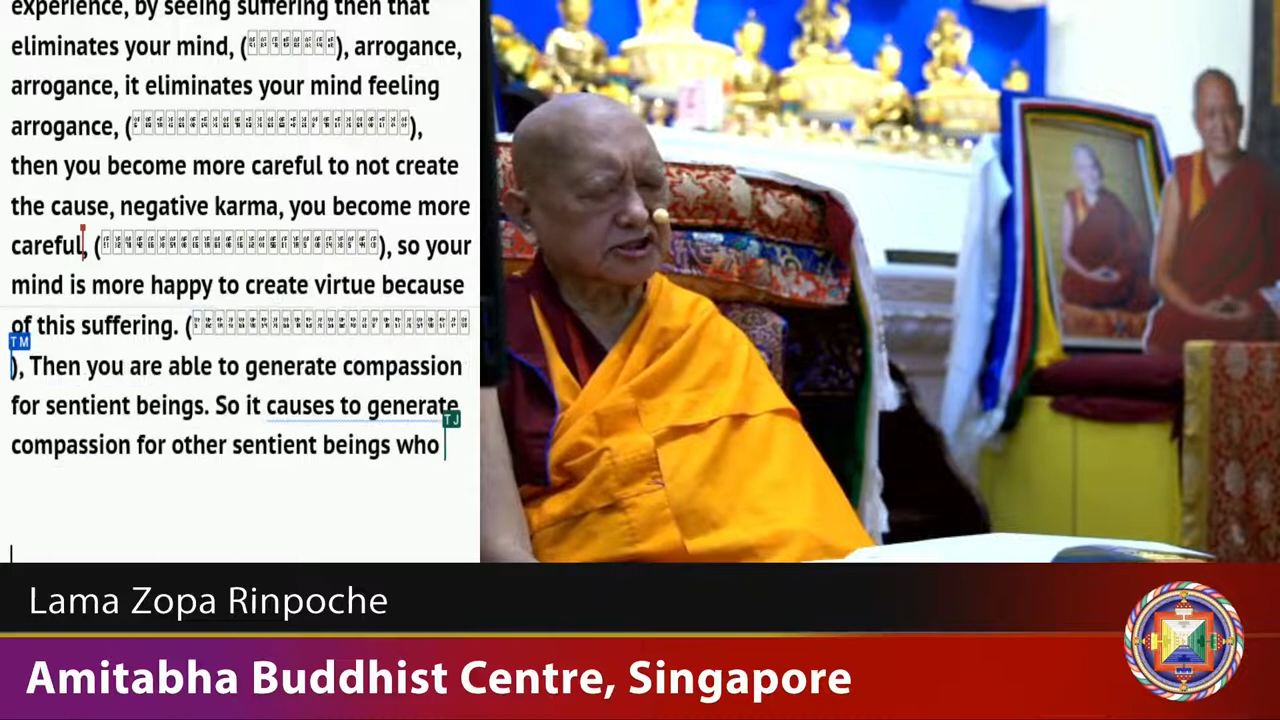 experience, by seeing suffering then that
eliminates your mind, (), arrogance,
arrogance, it eliminates your mind feeling
arrogance, (),
then you become more careful to not create
the cause, negative karma, you become more
careful, (), so your
mind is more happy to create virtue because
of this suffering. (
TM
), Then you are able to generate compassion
for sentient beings. So it causes to generate
TJ
compassion for other sentient beings who
Lama Zopa Rinpoche
Amitabha Buddhist Centre, Singapore